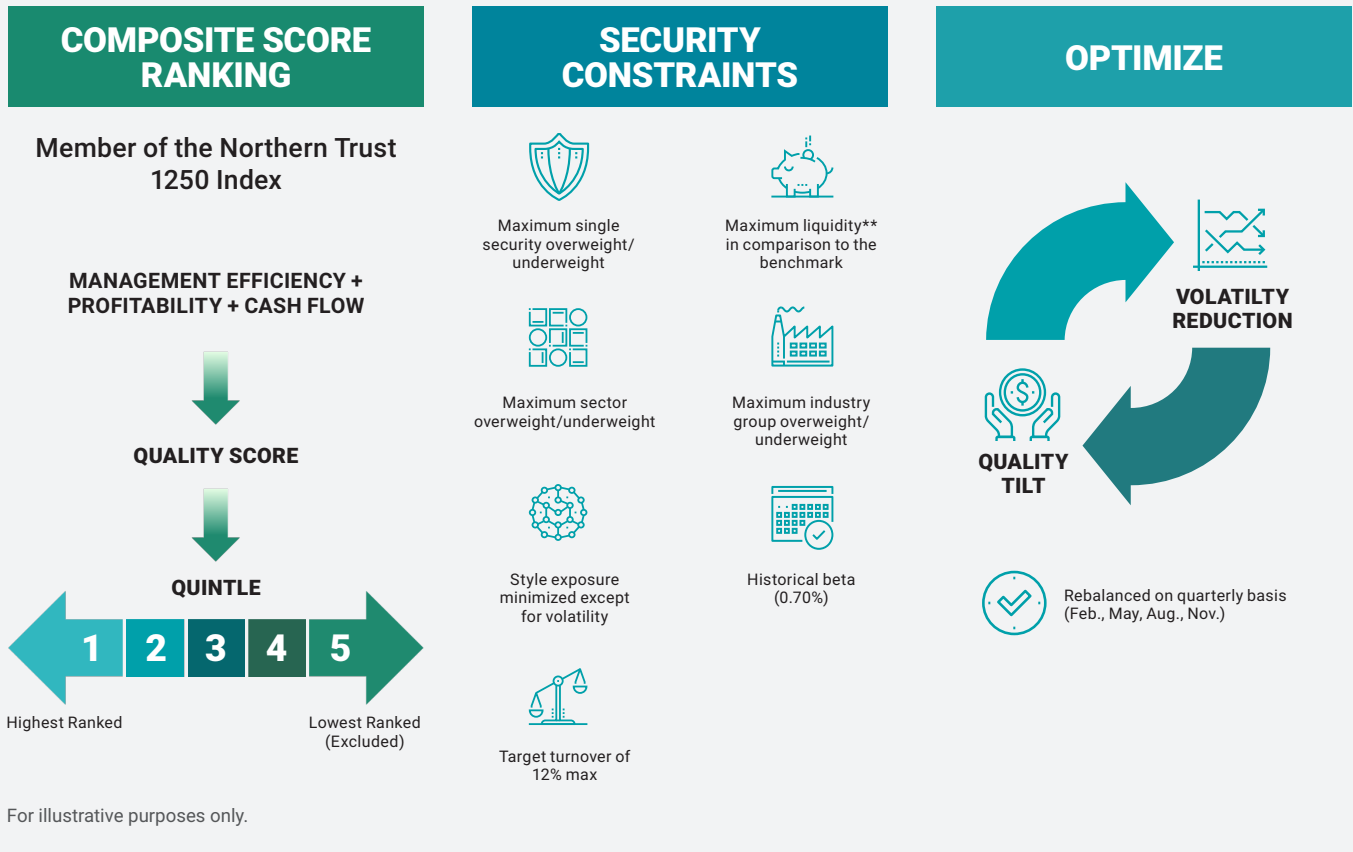 COMPOSITE SCORE
RANKING
Member of the Northern Trust
1250 Index
MANAGEMENT EFFICIENCY +
PROFITABILITY + CASH FLOW
QUALITY SCORE
QUINTLE
1 2 3 4 5
Highest Ranked
Lowest Ranked
(Excluded)
SECURITY
CONSTRAINTS
Maximum single
security overweight/
underweight
Maximum liquidity**
in comparison to the
benchmark
Maximum sector
overweight/underweight
Maximum industry
group overweight/
underweight
Style exposure
minimized except
for volatility
Historical beta
(0.70%)
Target turnover of
12% max
OPTIMIZE
VOLATILTY
REDUCTION
$
QUALITY
TILT
Rebalanced on quarterly basis
(Feb., May, Aug., Nov.)
For illustrative purposes only.